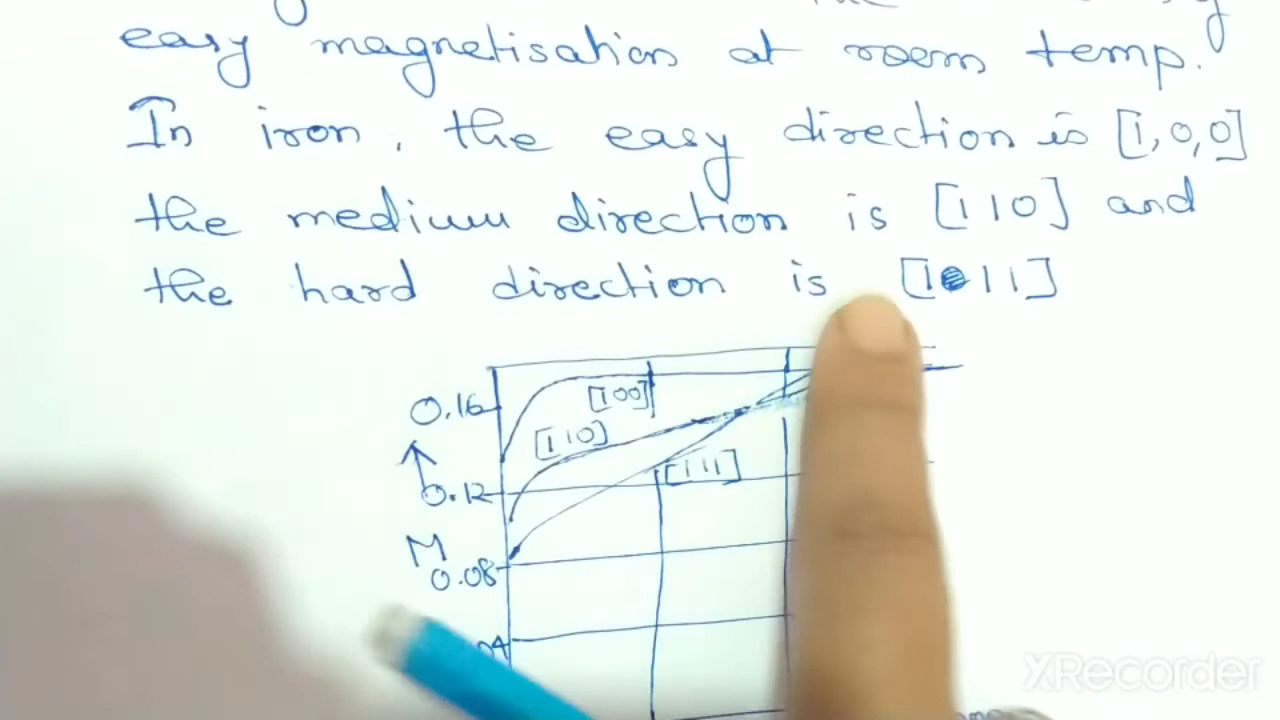 easy magnetisation at room temp.
In iron, the easy direction is [1,0,0]
the medium direction is [110] and
the hard direction is [111]
0.16
[100]
[110]
[111]
0.12
M
0.08
XRecorder